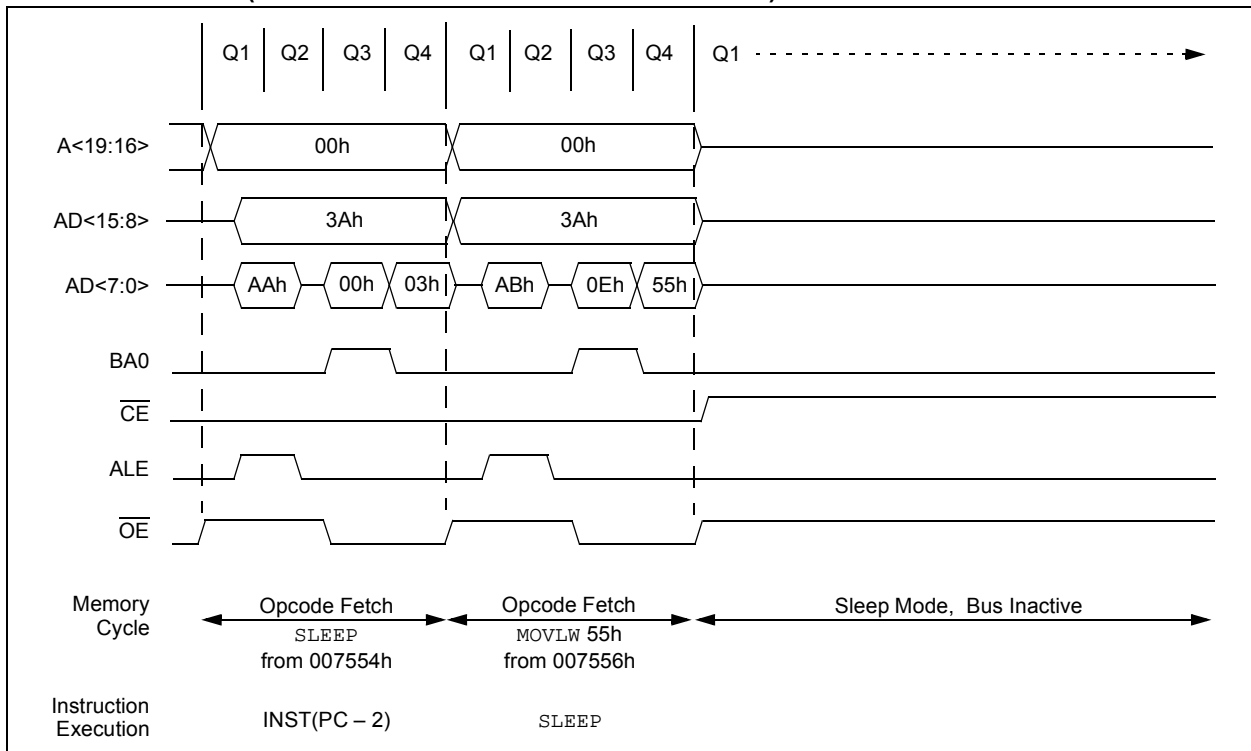 Q1 Q2 Q3 Q4 Q1 Q2 Q3 Q4 Q1
A<19:16> 00h 00h
AD<15:8> 3Ah 3Ah
AD<7:0> AAh 00h 03h ABh 0Eh 55h
BA0
CE
ALE
OE
Memory
Cycle
Opcode Fetch
SLEEP
from 007554h
Opcode Fetch
MOVLW 55h
from 007556h
Sleep Mode, Bus Inactive
Instruction
Execution
INST(PC – 2)
SLEEP